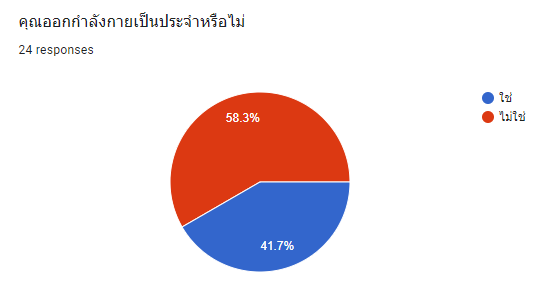 คุณออกกำลังกายเป็นประจำหรือไม่
24 responses
58.3%
41.7%
ใช่
ไม่ใช่